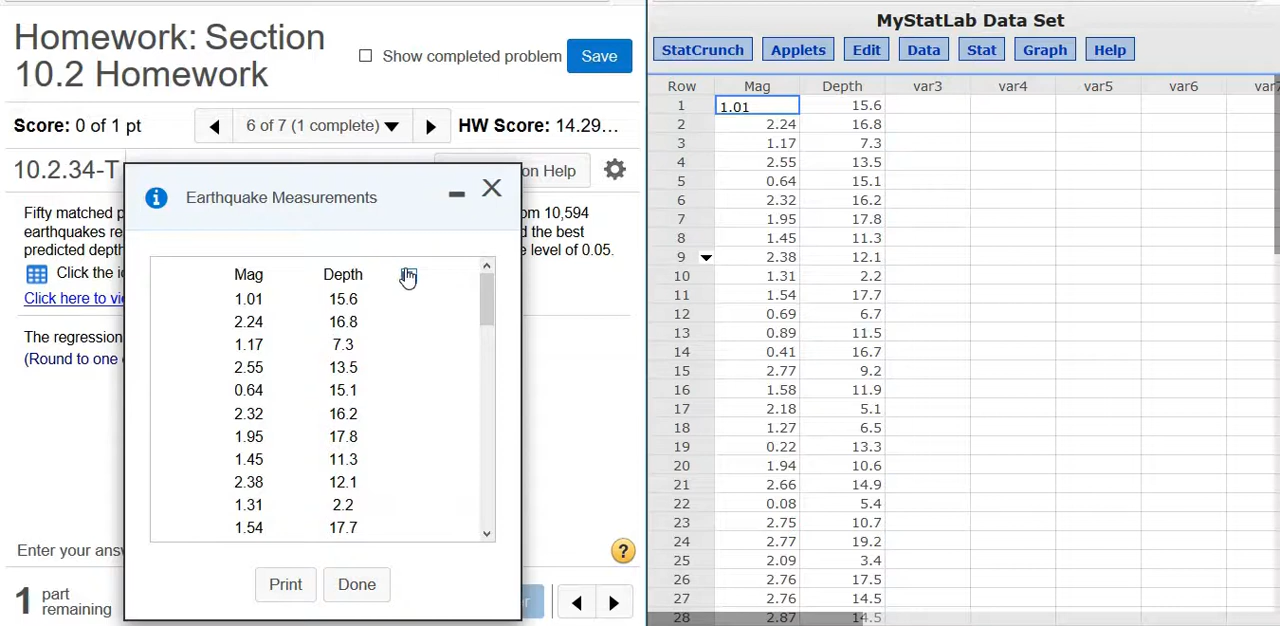 Homework: Section
10.2 Homework
Show completed problem
Save
Score: 0 of 1 pt
6 of 7 (1 complete)
HW Score: 14.29...
10.2.34-T
on Help
Fifty matched p
om 10,594
earthquakes re
d the best
predicted depth
e level of 0.05.
Click the ic
Click here to vi
The regression
(Round to one
Earthquake Measurements
Mag Depth
1.01 15.6
2.24 16.8
1.17 7.3
2.55 13.5
0.64 15.1
2.32 16.2
1.95 17.8
1.45 11.3
2.38 12.1
1.31 2.2
1.54 17.7
Print
Done
Enter your answ
?
1 part
remaining
r
MyStatLab Data Set
StatCrunch Applets Edit Data Stat Graph Help
Row Mag Depth var3 var4 var5 var6 var7
1 1.01 15.6
2 2.24 16.8
3 1.17 7.3
4 2.55 13.5
5 0.64 15.1
6 2.32 16.2
7 1.95 17.8
8 1.45 11.3
9 2.38 12.1
10 1.31 2.2
11 1.54 17.7
12 0.69 6.7
13 0.89 11.5
14 0.41 16.7
15 2.77 9.2
16 1.58 11.9
17 2.18 5.1
18 1.27 6.5
19 0.22 13.3
20 1.94 10.6
21 2.66 14.9
22 0.08 5.4
23 2.75 10.7
24 2.77 19.2
25 2.09 3.4
26 2.76 17.5
27 2.76 14.5
28 2.87 14.5